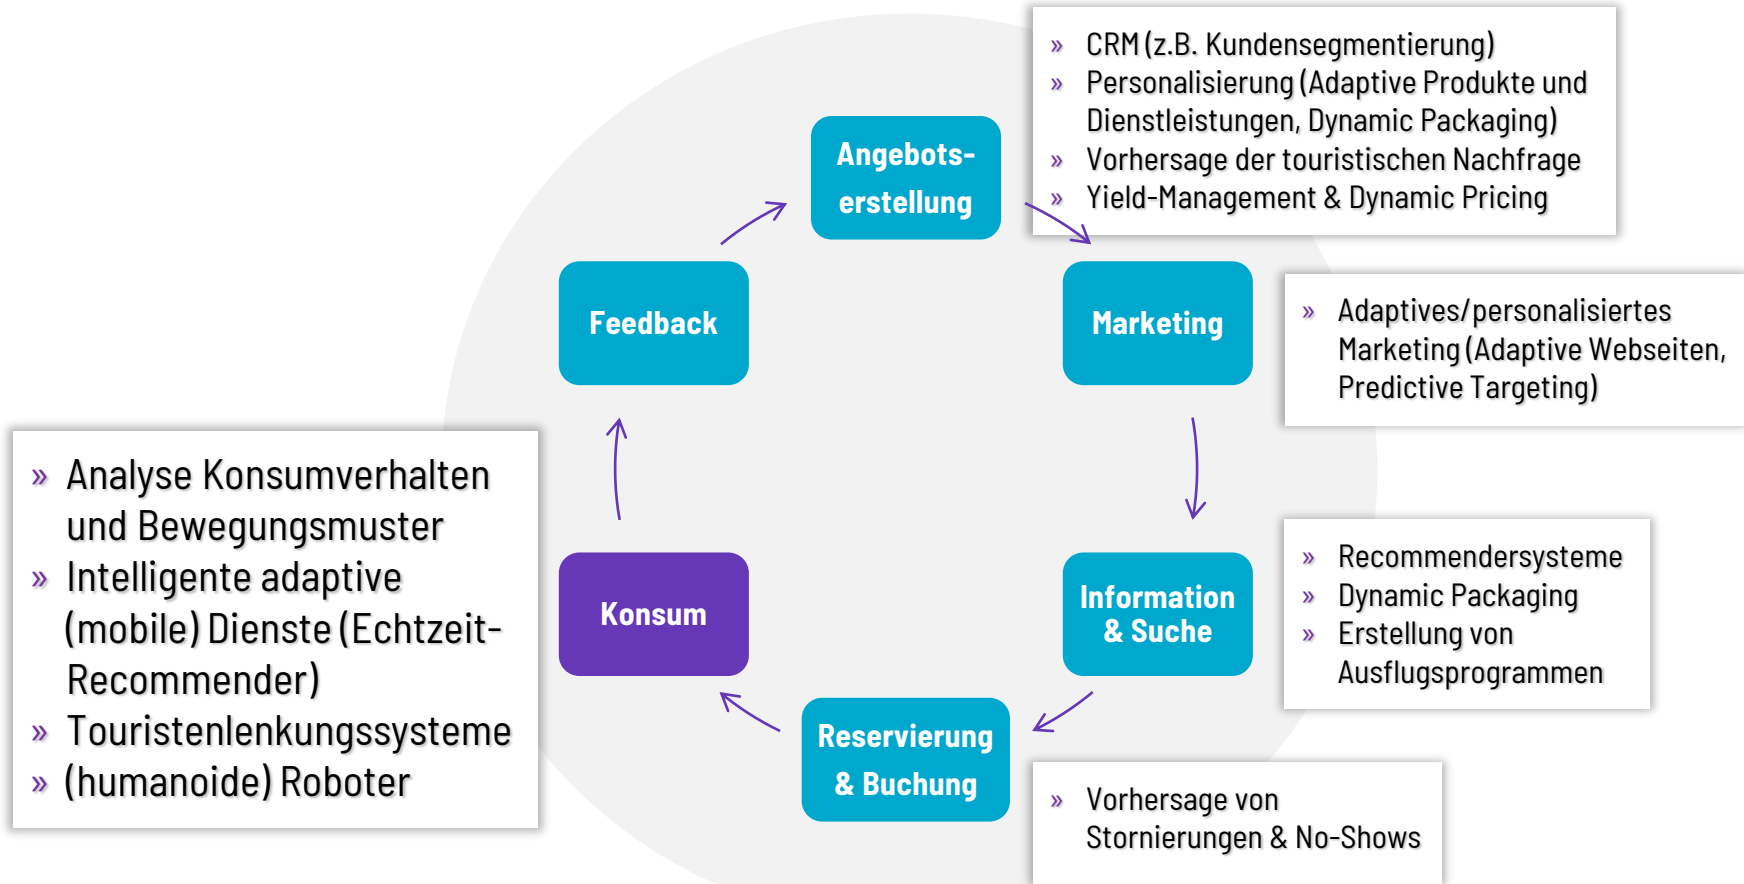 » CRM (z.B. Kundensegmentierung)
» Personalisierung (Adaptive Produkte und
Dienstleistungen, Dynamic Packaging)
» Vorhersage der touristischen Nachfrage
» Yield-Management & Dynamic Pricing
Angebots-
erstellung
Feedback
Marketing
» Adaptives/personalisiertes
Marketing (Adaptive Webseiten,
Predictive Targeting)
» Analyse Konsumverhalten
und Bewegungsmuster
» Intelligente adaptive
(mobile) Dienste (Echtzeit-
Recommender)
» Touristenlenkungssysteme
» (humanoide) Roboter
Konsum
Information
& Suche
» Recommendersysteme
» Dynamic Packaging
» Erstellung von
Ausflugsprogrammen
Reservierung
& Buchung
» Vorhersage von
Stornierungen & No-Shows